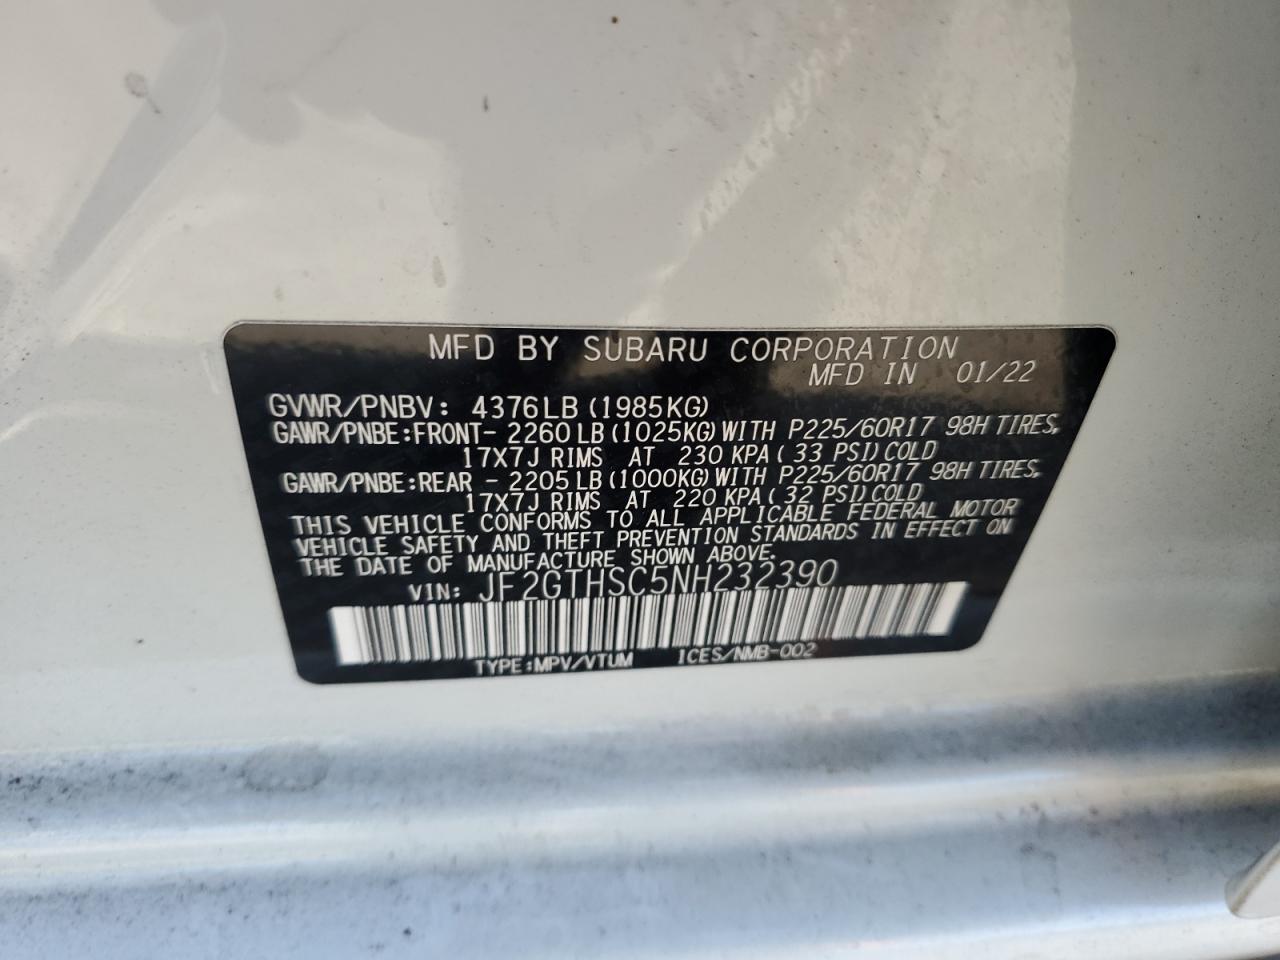 MFD BY SUBARU CORPORATION
MFD IN 01/22
GVWR/PNBV: 4376LB (1985KG)
GAWR/PNBE:FRONT- 2260LB (1025KG) WITH P225/60R17 98H TIRES,
17X7J RIMS AT 230 KPA ( 33 PSI) COLD
GAWR/PNBE:REAR - 2205LB (1000KG) WITH P225/60R17 98H TIRES,
17X7J RIMS AT 220 KPA ( 32 PSI) COLD
THIS VEHICLE CONFORMS TO ALL APPLICABLE FEDERAL MOTOR
VEHICLE SAFETY AND THEFT PREVENTION STANDARDS IN EFFECT ON
THE DATE OF MANUFACTURE SHOWN ABOVE.
VIN: JF2GTHSC5NH232390
TYPE:MPV/VTUM ICES/NMB-002